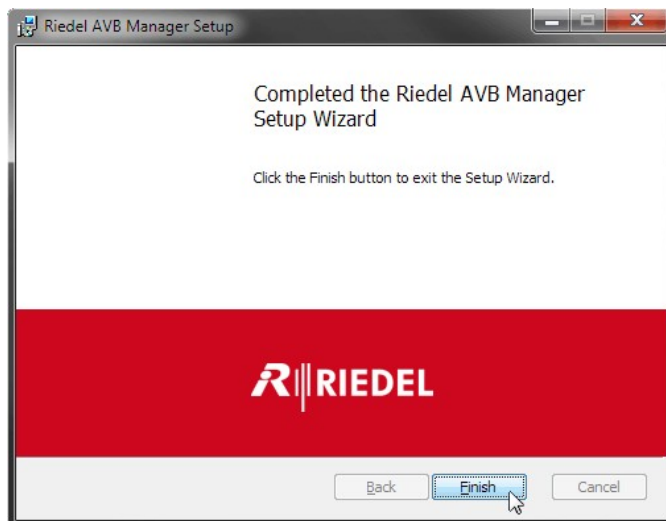 Riedel AVB Manager Setup
Completed the Riedel AVB Manager
Setup Wizard
Click the Finish button to exit the Setup Wizard.
RIEDEL
Back Finish Cancel